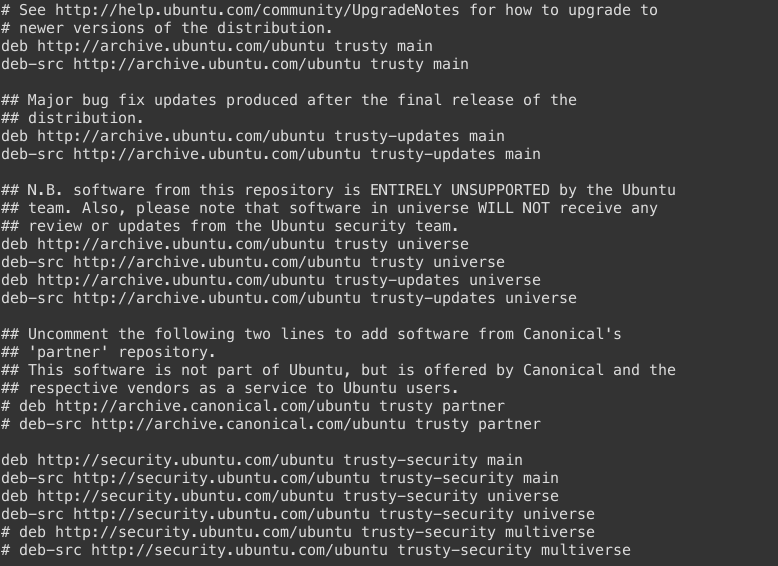 # See http://help.ubuntu.com/community/UpgradeNotes for how to upgrade to
# newer versions of the distribution.
deb http://archive.ubuntu.com/ubuntu trusty main
deb-src http://archive.ubuntu.com/ubuntu trusty main

## Major bug fix updates produced after the final release of the
## distribution.
deb http://archive.ubuntu.com/ubuntu trusty-updates main
deb-src http://archive.ubuntu.com/ubuntu trusty-updates main

## N.B. software from this repository is ENTIRELY UNSUPPORTED by the Ubuntu
## team. Also, please note that software in universe WILL NOT receive any
## review or updates from the Ubuntu security team.
deb http://archive.ubuntu.com/ubuntu trusty universe
deb-src http://archive.ubuntu.com/ubuntu trusty universe
deb http://archive.ubuntu.com/ubuntu trusty-updates universe
deb-src http://archive.ubuntu.com/ubuntu trusty-updates universe

## Uncomment the following two lines to add software from Canonical's
## 'partner' repository.
## This software is not part of Ubuntu, but is offered by Canonical and the
## respective vendors as a service to Ubuntu users.
# deb http://archive.canonical.com/ubuntu trusty partner
# deb-src http://archive.canonical.com/ubuntu trusty partner

deb http://security.ubuntu.com/ubuntu trusty-security main
deb-src http://security.ubuntu.com/ubuntu trusty-security main
deb http://security.ubuntu.com/ubuntu trusty-security universe
deb-src http://security.ubuntu.com/ubuntu trusty-security universe
# deb http://security.ubuntu.com/ubuntu trusty-security multiverse
# deb-src http://security.ubuntu.com/ubuntu trusty-security multiverse